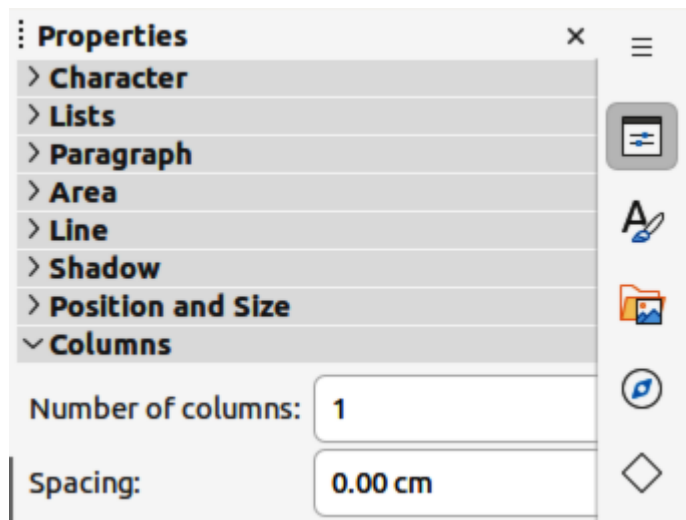 Properties
Character
Lists
Paragraph
Area
Line
Shadow
Position and Size
Columns
Number of columns: 1
Spacing: 0.00 cm